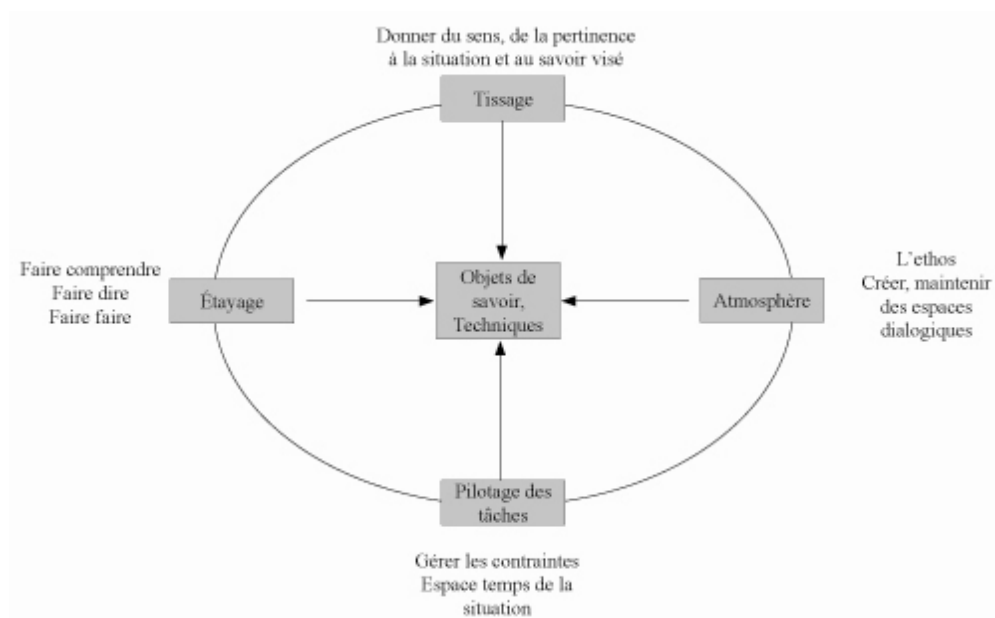 Donner du sens, de la pertinence
à la situation et au savoir visé
Tissage
Faire comprendre
Faire dire
Faire faire
Étayage
Objets de
savoir,
Techniques
Atmosphère
L'ethos
Créer, maintenir
des espaces
dialogiques
Pilotage des
tâches
Gérer les contraintes
Espace temps de la
situation